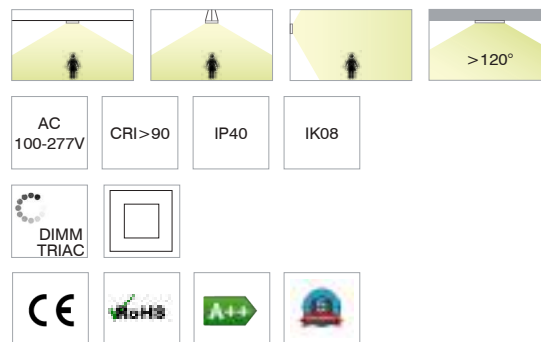 >120°
AC
100-277V
CRI>90
IP40
IK08
DIMM
TRIAC
CE
RoHS
A++